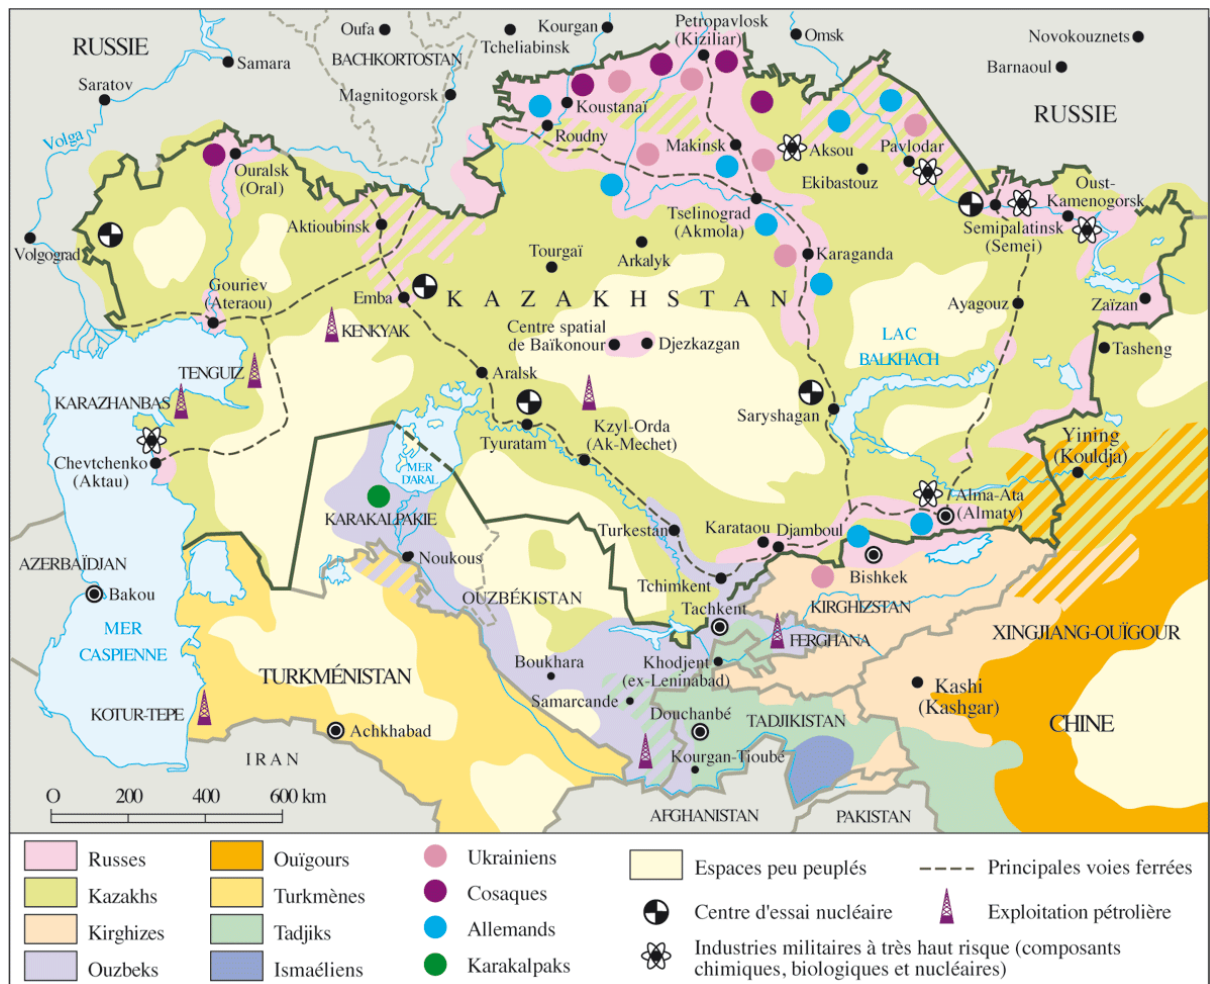 Petropavlosk
(Kiziliar)
Kourgan
Oufa
Tcheliabinsk
Omsk
Novokouznets
RUSSIE
BACHKORTOSTAN
Samara
Barnaoul
Saratov
Magnitogorsk
Koustanaï
RUSSIE
Volga
Roudny
Makinsk
Aksou
Pavlodar
Ouralsk
(Oral)
Ekibastouz
Oust-
Kamenogorsk
Tselinograd
(Akmola)
Semipalatinsk
(Semei)
Aktioubinsk
Volgograd
Tourgaï
Arkalyk
Karaganda
Gouriev
(Ateraou)
Emba
KAZAKHSTAN
Ayagouz
Zaïzan
KENKYAK
Centre spatial
de Baïkonour
Djezkazgan
LAC
BALKHACH
Tasheng
TENGUIZ
Aralsk
KARAZHANBAS
Saryshagan
Kzyl-Orda
(Ak-Mechet)
Tyuratam
Yining
(Kouldja)
Chevtchenko
(Aktau)
MER
D'ARAL
Alma-Ata
(Almaty)
KARAKALPAKIE
Turkestan
Karataou
Djamboul
Noukous
AZERBAÏDJAN
Bakou
Bishkek
Tchimkent
OUZBÉKISTAN
Tachkent
KIRGHIZSTAN
MER
CASPIENNE
FERGHANA
XINGJIANG-OUÏGOUR
Boukhara
Khodjent
(ex-Leninabad)
TURKMÉNISTAN
Samarcande
Kashi
(Kashgar)
KOTUR-TEPE
Douchanbé
TADJIKISTAN
CHINE
Achkhabad
IRAN
Kourgan-Tioubé
O 200 400 600 km
AFGHANISTAN
PAKISTAN
Russes
Kazakhs
Kirghizes
Ouzbeks
Ouïgours
Turkmènes
Tadjiks
Ismaéliens
Ukrainiens
Cosaques
Allemands
Karakalpaks
Espaces peu peuplés
Centre d'essai nucléaire
Industries militaires à très haut risque (composants
chimiques, biologiques et nucléaires)
Principales voies ferrées
Exploitation pétrolière